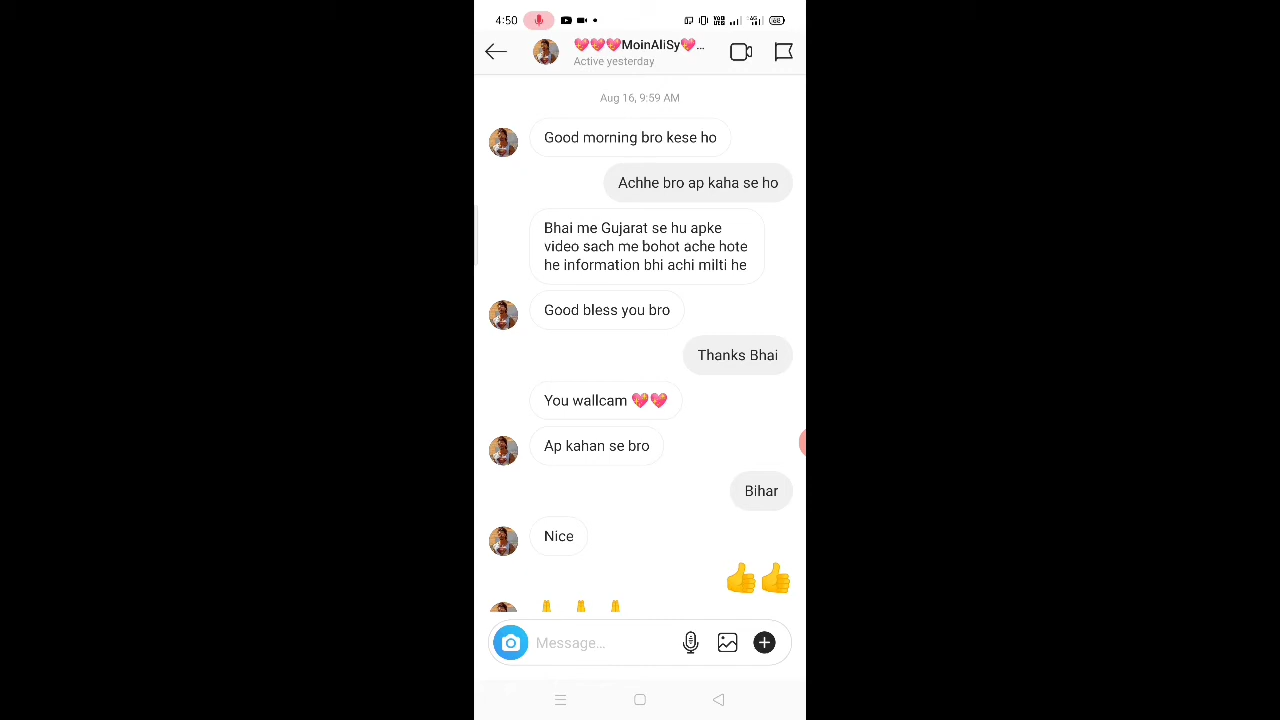 4:50
68
💖💖💖MoinAliSy💖...
Active yesterday
Aug 16, 9:59 AM
Good morning bro kese ho
Achhe bro ap kaha se ho
Bhai me Gujarat se hu apke
video sach me bohot ache hote
he information bhi achi milti he
Good bless you bro
Thanks Bhai
You wallcam 💖💖
Ap kahan se bro
Bihar
Nice
👍👍
Message...